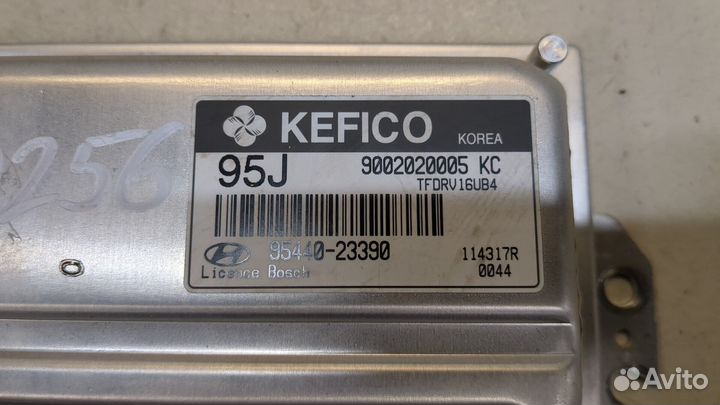 KEFICO KOREA
95J 9002020005 KC
TFDRV16UB4
95440-23390 114317R
Licence Bosch 0044
256
Avito